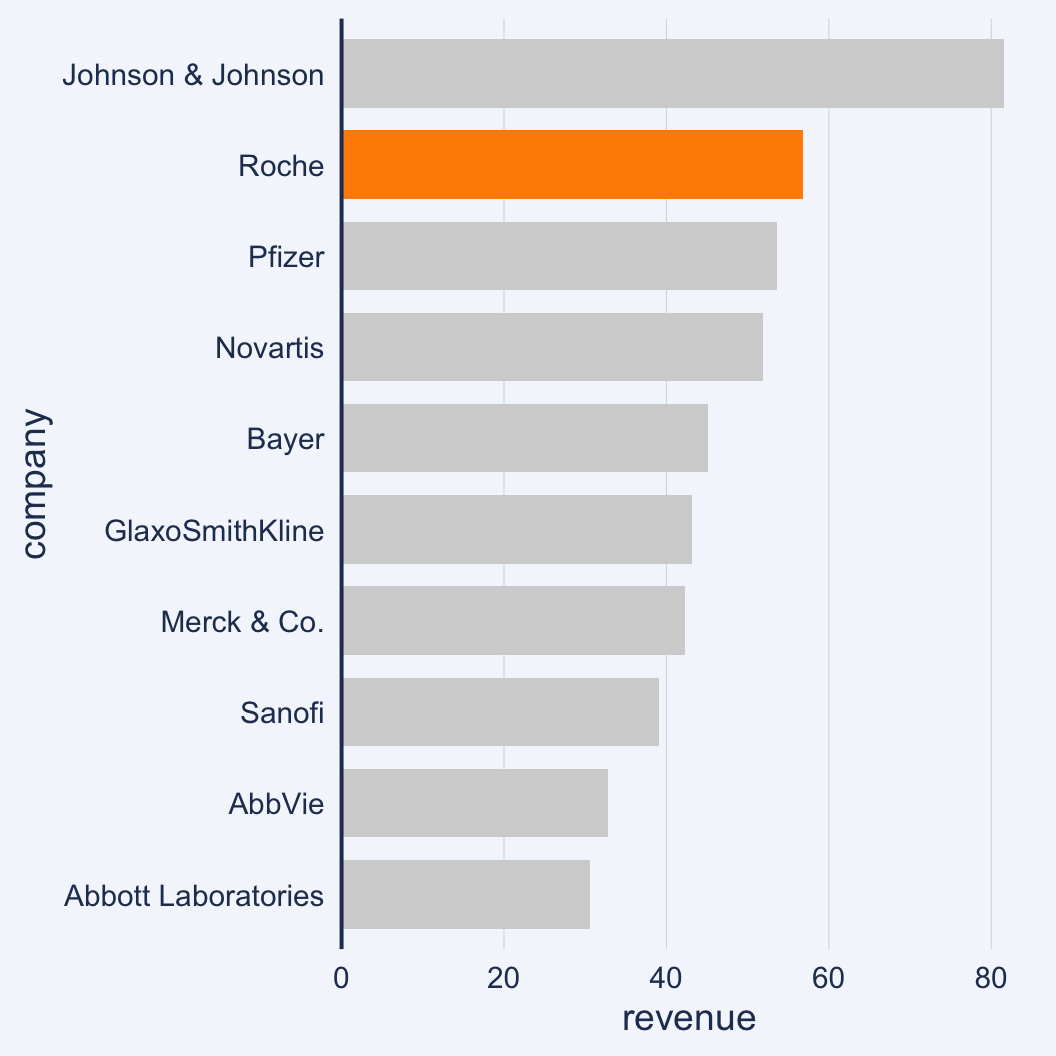 Johnson & Johnson
Roche
Pfizer
Novartis
Bayer
GlaxoSmithKline
Merck & Co.
Sanofi
AbbVie
Abbott Laboratories
company
0 20 40 60 80
revenue